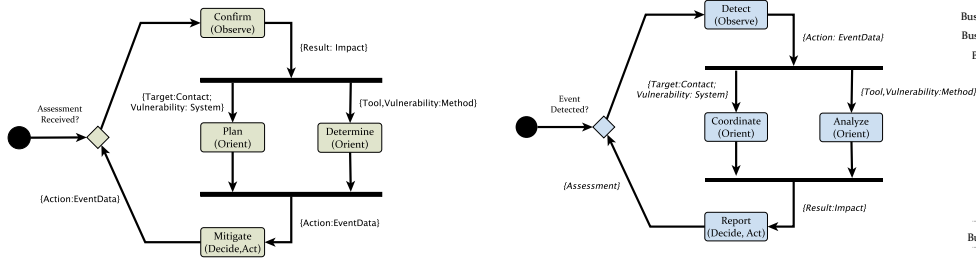 Confirm
(Observe)
{Result: Impact}
{Target:Contact;
Vulnerability: System}
{Tool,Vulnerability:Method}
Assessment
Received?
Plan
(Orient)
Determine
(Orient)
{Action:EventData}
{Action:EventData}
Mitigate
(Decide,Act)
Detect
(Observe)
{Action: EventData}
{Target:Contact;
Vulnerability: System}
{Tool,Vulnerability:Method}
Event
Detected?
Coordinate
(Orient)
Analyze
(Orient)
{Assessment}
{Result:Impact}
Report
(Decide, Act)
Bus
Bus
B
Bu